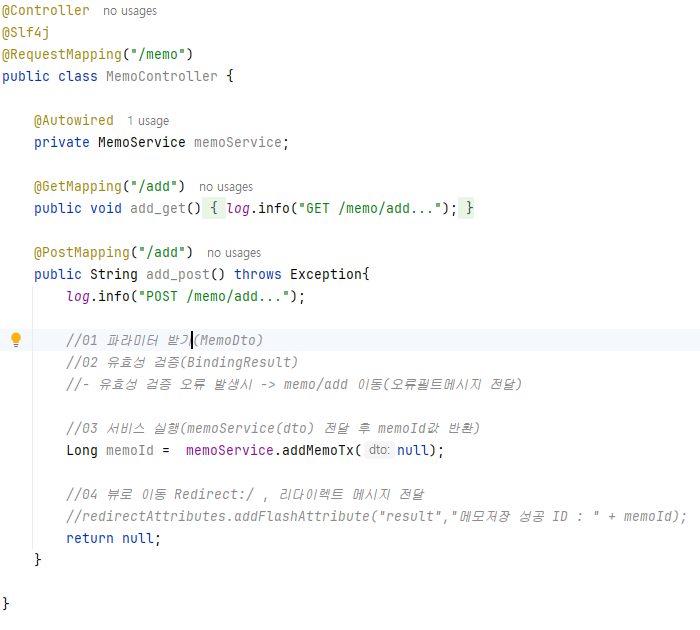 @Controller no usages
@Slf4j
@RequestMapping("/memo")
public class MemoController {
@Autowired 1 usage
private MemoService memoService;
@GetMapping("/add") no usages
public void add_get() { log.info("GET /memo/add..."); }
@PostMapping("/add") no usages
public String add_post() throws Exception{
log.info("POST /memo/add...");
//01 파라미터 받기(MemoDto)
//02 유효성 검증(BindingResult)
//- 유효성 검증 오류 발생시 -> memo/add 이동(오류필트메시지 전달)
//03 서비스 실행(memoService(dto) 전달 후 memoId값 반환)
Long memoId = memoService.addMemoTx( dto: null);
//04 뷰로 이동 Redirect:/ , 리다이렉트 메시지 전달
//redirectAttributes.addFlashAttribute("result","메모저장 성공 ID : " + memoId);
return null;
}
}